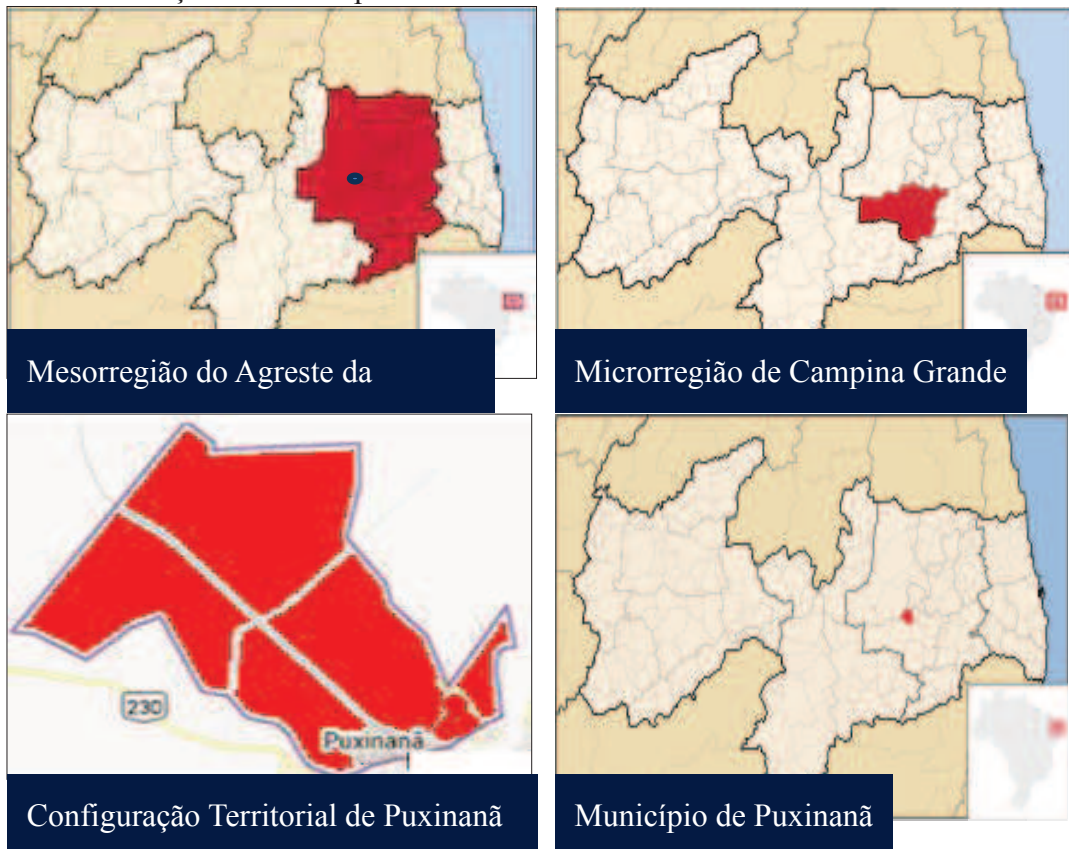 Mesorregião do Agreste da
Microrregião de Campina Grande
230
Puxinanã
Configuração Territorial de Puxinanã
Município de Puxinanã